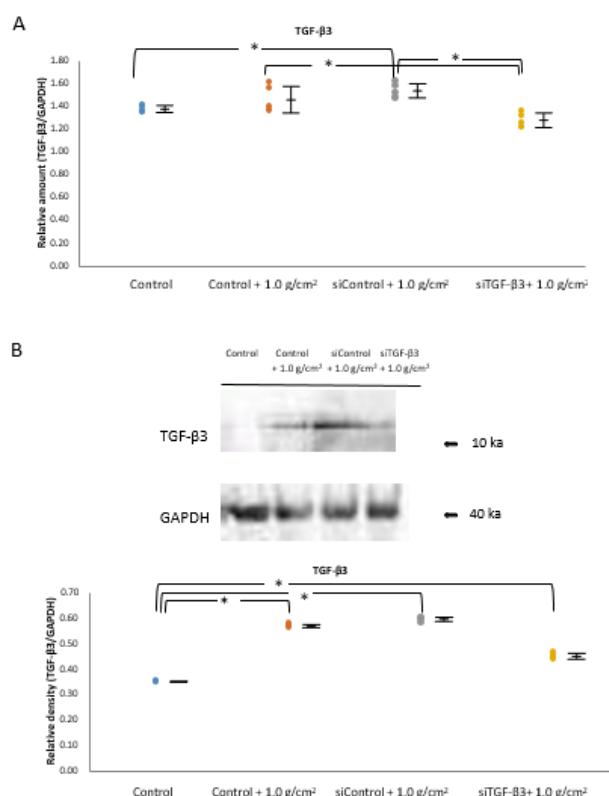 A
TGF-β3
1.80
1.60
1.40
1.20
1.00
0.80
0.60
0.40
0.20
0.00
Relative amount (TGF-β3/GAPDH)
* * *
Control Control + 1.0 g/cm² siControl + 1.0 g/cm² siTGF-β3+ 1.0 g/cm²
B
Control Control siControl siTGF-β3
+ 1.0 g/cm³ + 1.0 g/cm³ + 1.0 g/cm³
TGF-β3 10 ka
GAPDH 40 ka
TGF-β3
0.70
0.60
0.50
0.40
0.30
0.20
0.10
0.00
Relative density (TGF-β3/GAPDH)
* * *
Control Control + 1.0 g/cm² siControl + 1.0 g/cm² siTGF-β3+ 1.0 g/cm²